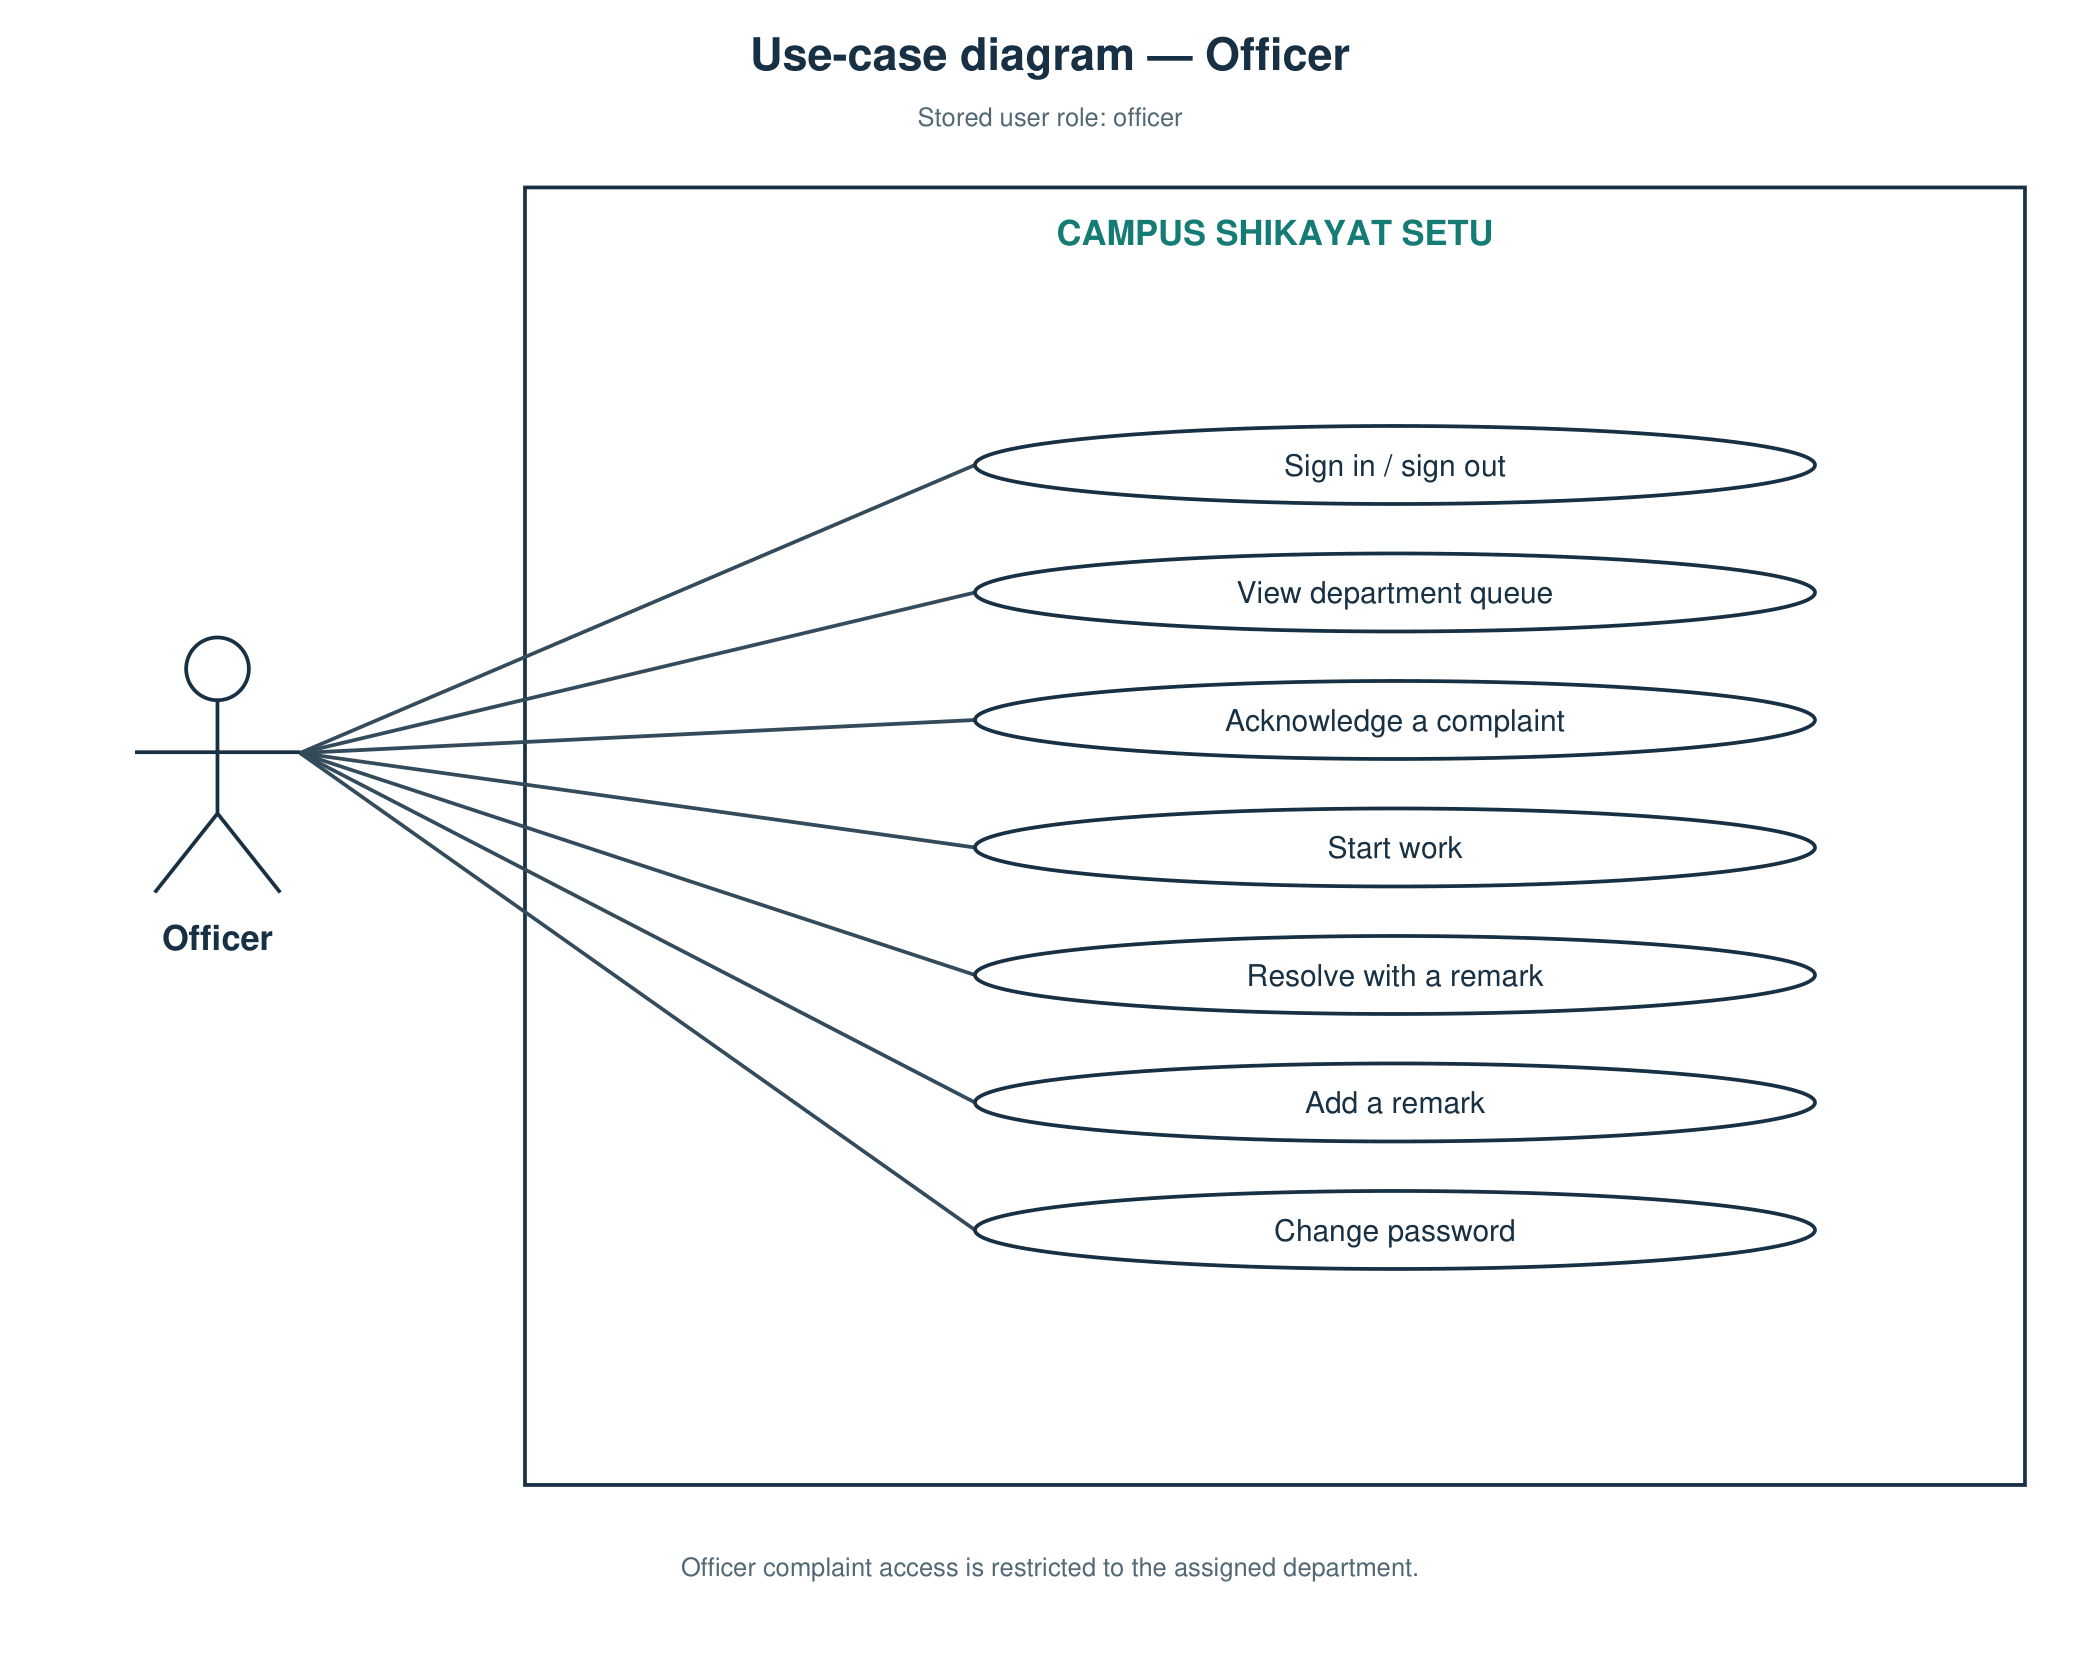 Use-case diagram — Officer
Stored user role: officer
CAMPUS SHIKAYAT SETU
Sign in / sign out
View department queue
Acknowledge a complaint
Start work
Resolve with a remark
Add a remark
Change password
Officer
Officer complaint access is restricted to the assigned department.